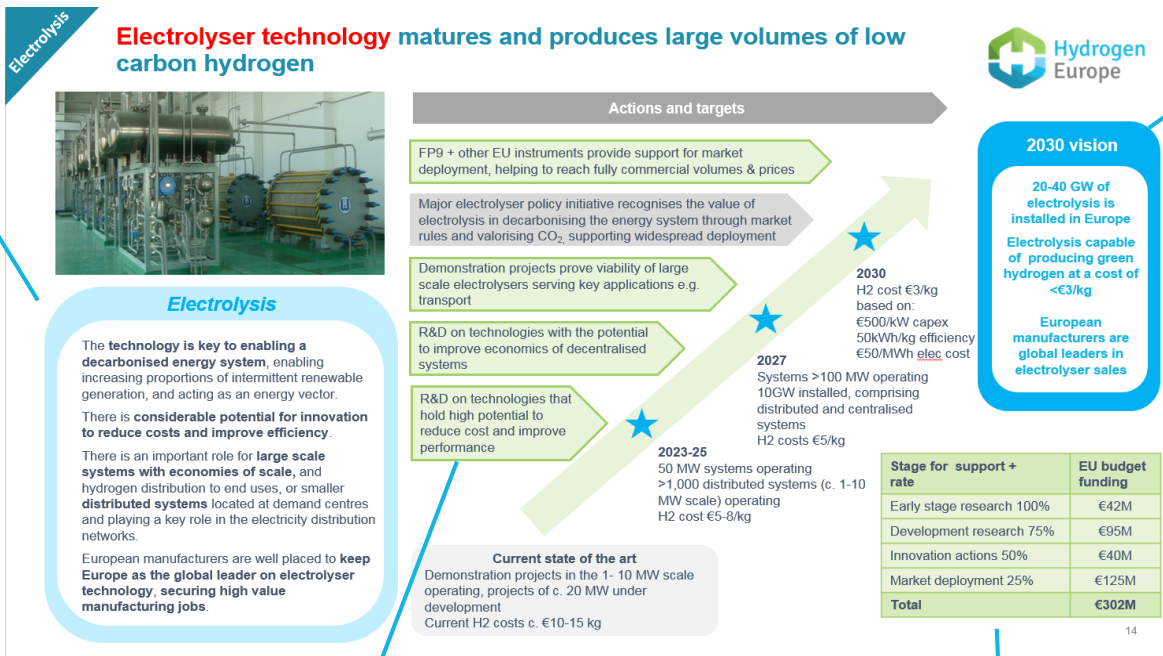 Electrolysis
Electrolyser technology matures and produces large volumes of low
carbon hydrogen
Hydrogen
Europe
Actions and targets
FP9 + other EU instruments provide support for market
deployment, helping to reach fully commercial volumes & prices
Major electrolyser policy initiative recognises the value of
electrolysis in decarbonising the energy system through market
rules and valorising CO2, supporting widespread deployment
Demonstration projects prove viability of large
scale electrolysers serving key applications e.g.
transport
R&D on technologies with the potential
to improve economics of decentralised
systems
R&D on technologies that
hold high potential to
reduce cost and improve
performance
Electrolysis
The technology is key to enabling a
decarbonised energy system, enabling
increasing proportions of intermittent renewable
generation, and acting as an energy vector.
There is considerable potential for innovation
to reduce costs and improve efficiency.
There is an important role for large scale
systems with economies of scale, and
hydrogen distribution to end uses, or smaller
distributed systems located at demand centres
and playing a key role in the electricity distribution
networks.
European manufacturers are well placed to keep
Europe as the global leader on electrolyser
technology, securing high value
manufacturing jobs.
Current state of the art
Demonstration projects in the 1- 10 MW scale
operating, projects of c. 20 MW under
development
Current H2 costs c. €10-15 kg
2023-25
50 MW systems operating
>1,000 distributed systems (c. 1-10
MW scale) operating
H2 cost €5-8/kg
2027
Systems >100 MW operating
10GW installed, comprising
distributed and centralised
systems
H2 costs €5/kg
2030
H2 cost €3/kg
based on:
€500/kW capex
50kWh/kg efficiency
€50/MWh elec cost
2030 vision
20-40 GW of
electrolysis is
installed in Europe
Electrolysis capable
of producing green
hydrogen at a cost of
<€3/kg
European
manufacturers are
global leaders in
electrolyser sales
Stage for support +
rate
EU budget
funding
Early stage research 100% €42M
Development research 75% €95M
Innovation actions 50% €40M
Market deployment 25% €125M
Total €302M
14